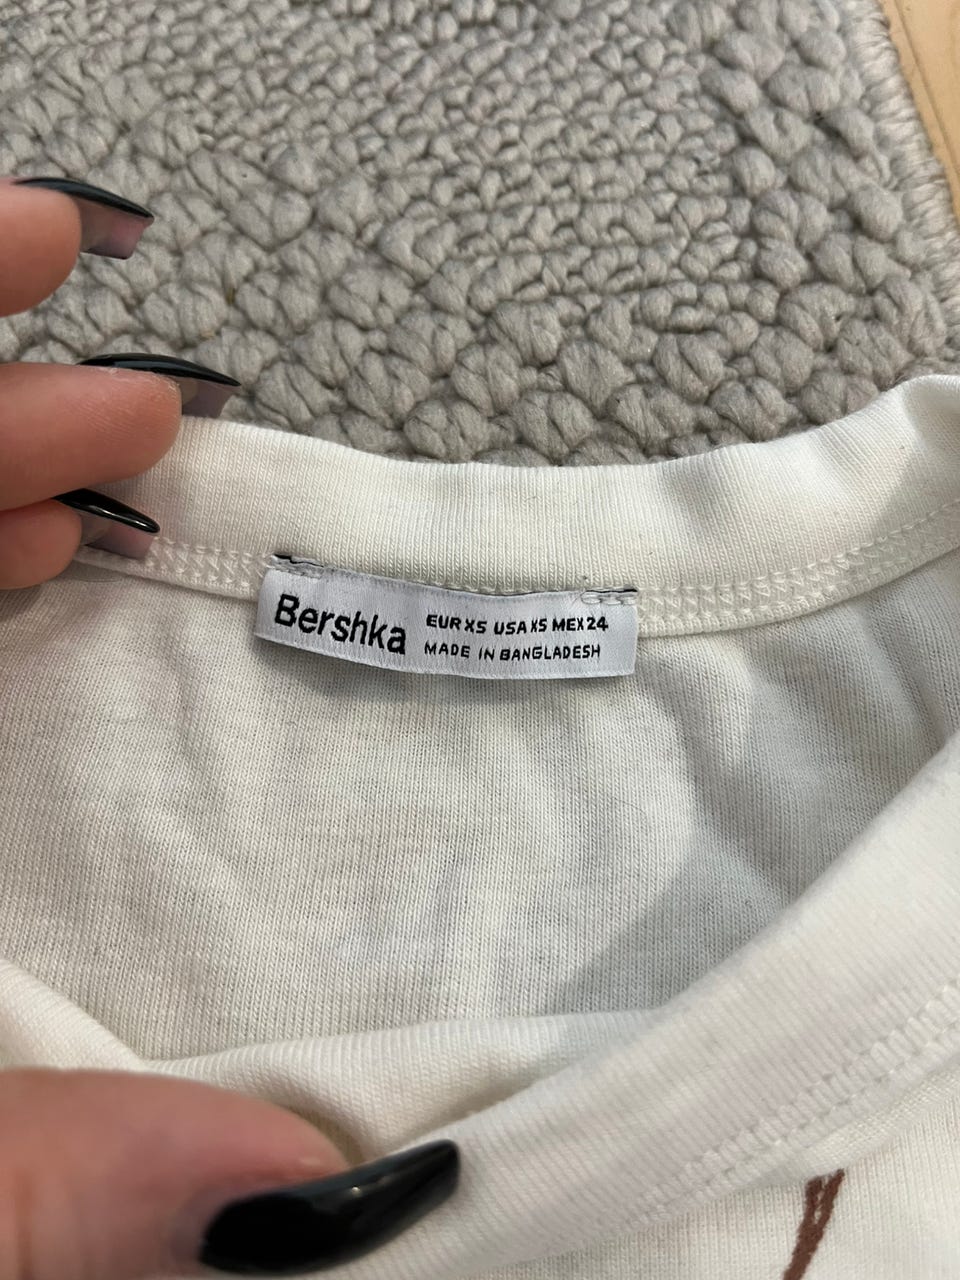 Bershka
EUR XS USA XS MEX 24
MADE IN BANGLADESH